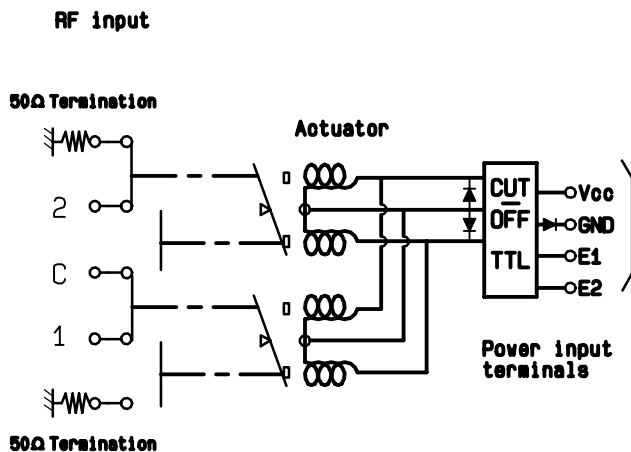 RF input
50Ω Termination
Actuator
2
C
1
CUT
OFF
TTL
Vcc
GND
E1
E2
Power input
terminals
50Ω Termination